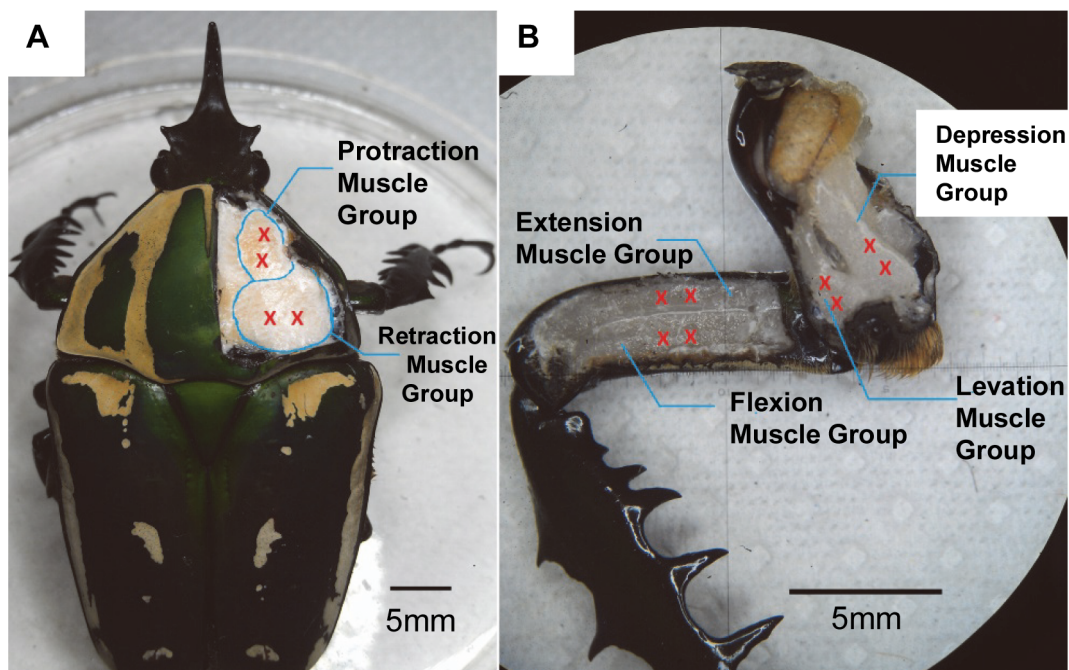 A
Protraction
Muscle
Group
X
X
X X
Retraction
Muscle
Group
5mm
B
Depression
Muscle
Group
Extension
Muscle Group
X
X
X
X
X X
X X
Flexion
Muscle Group
Levation
Muscle
Group
5mm